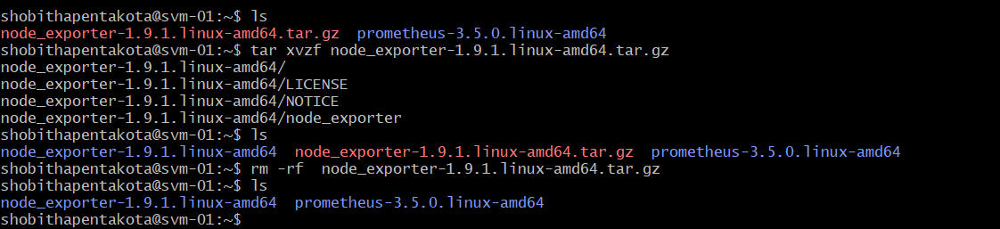 shobithapentakota@svm-01:~$ ls
node_exporter-1.9.1.linux-amd64.tar.gz  prometheus-3.5.0.linux-amd64
shobithapentakota@svm-01:~$ tar xvzf node_exporter-1.9.1.linux-amd64.tar.gz
node_exporter-1.9.1.linux-amd64/
node_exporter-1.9.1.linux-amd64/LICENSE
node_exporter-1.9.1.linux-amd64/NOTICE
node_exporter-1.9.1.linux-amd64/node_exporter
shobithapentakota@svm-01:~$ ls
node_exporter-1.9.1.linux-amd64  node_exporter-1.9.1.linux-amd64.tar.gz  prometheus-3.5.0.linux-amd64
shobithapentakota@svm-01:~$ rm -rf  node_exporter-1.9.1.linux-amd64.tar.gz
shobithapentakota@svm-01:~$ ls
node_exporter-1.9.1.linux-amd64  prometheus-3.5.0.linux-amd64
shobithapentakota@svm-01:~$